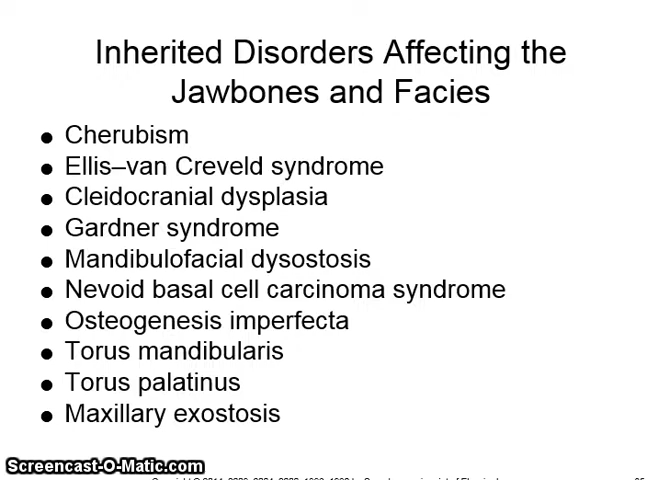 Inherited Disorders Affecting the
Jawbones and Facies
● Cherubism
● Ellis–van Creveld syndrome
● Cleidocranial dysplasia
● Gardner syndrome
● Mandibulofacial dysostosis
● Nevoid basal cell carcinoma syndrome
● Osteogenesis imperfecta
● Torus mandibularis
● Torus palatinus
● Maxillary exostosis
Screencast-O-Matic.com